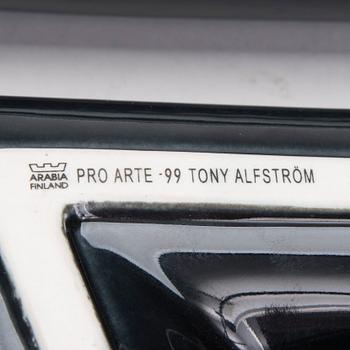 ARABIA
FINLAND
PRO ARTE -99 TONY ALFSTRÖM